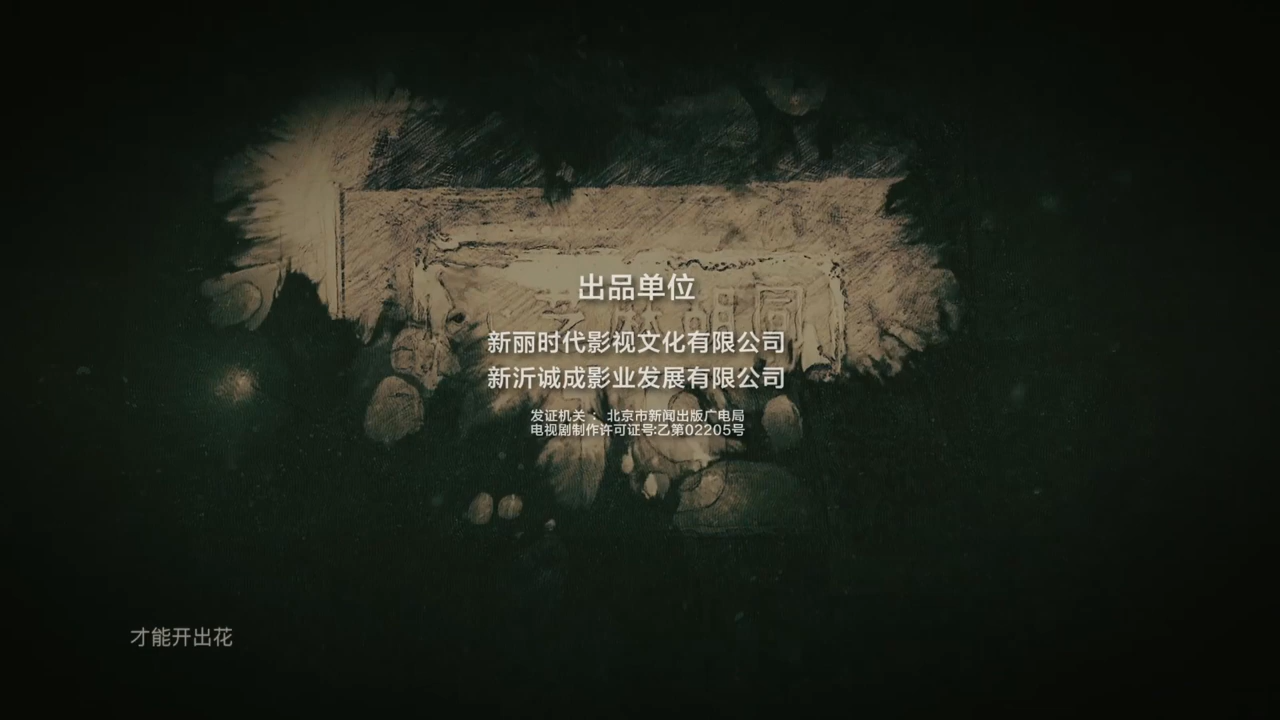 出品单位
新丽时代影视文化有限公司
新沂诚成影业发展有限公司
发证机关：北京市新闻出版广电局
电视剧制作许可证号:乙第02205号
才能开出花